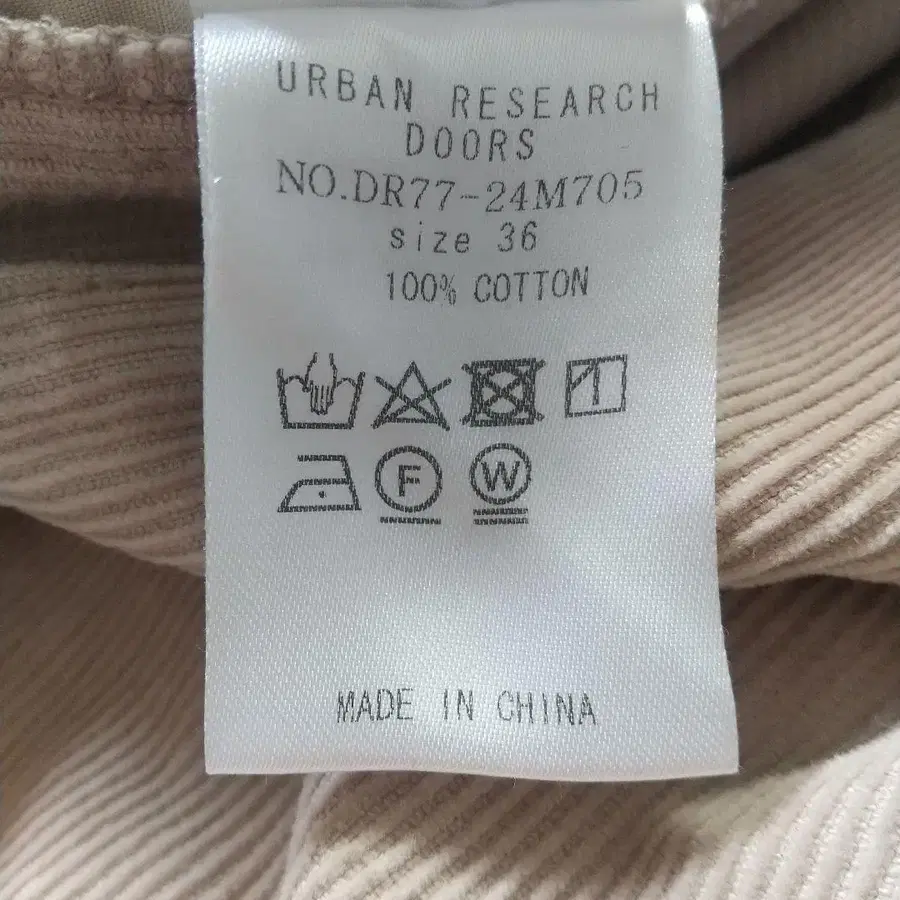 URBAN RESEARCH
DOORS
NO.DR77-24M705
size 36
100% COTTON
F W
MADE IN CHINA